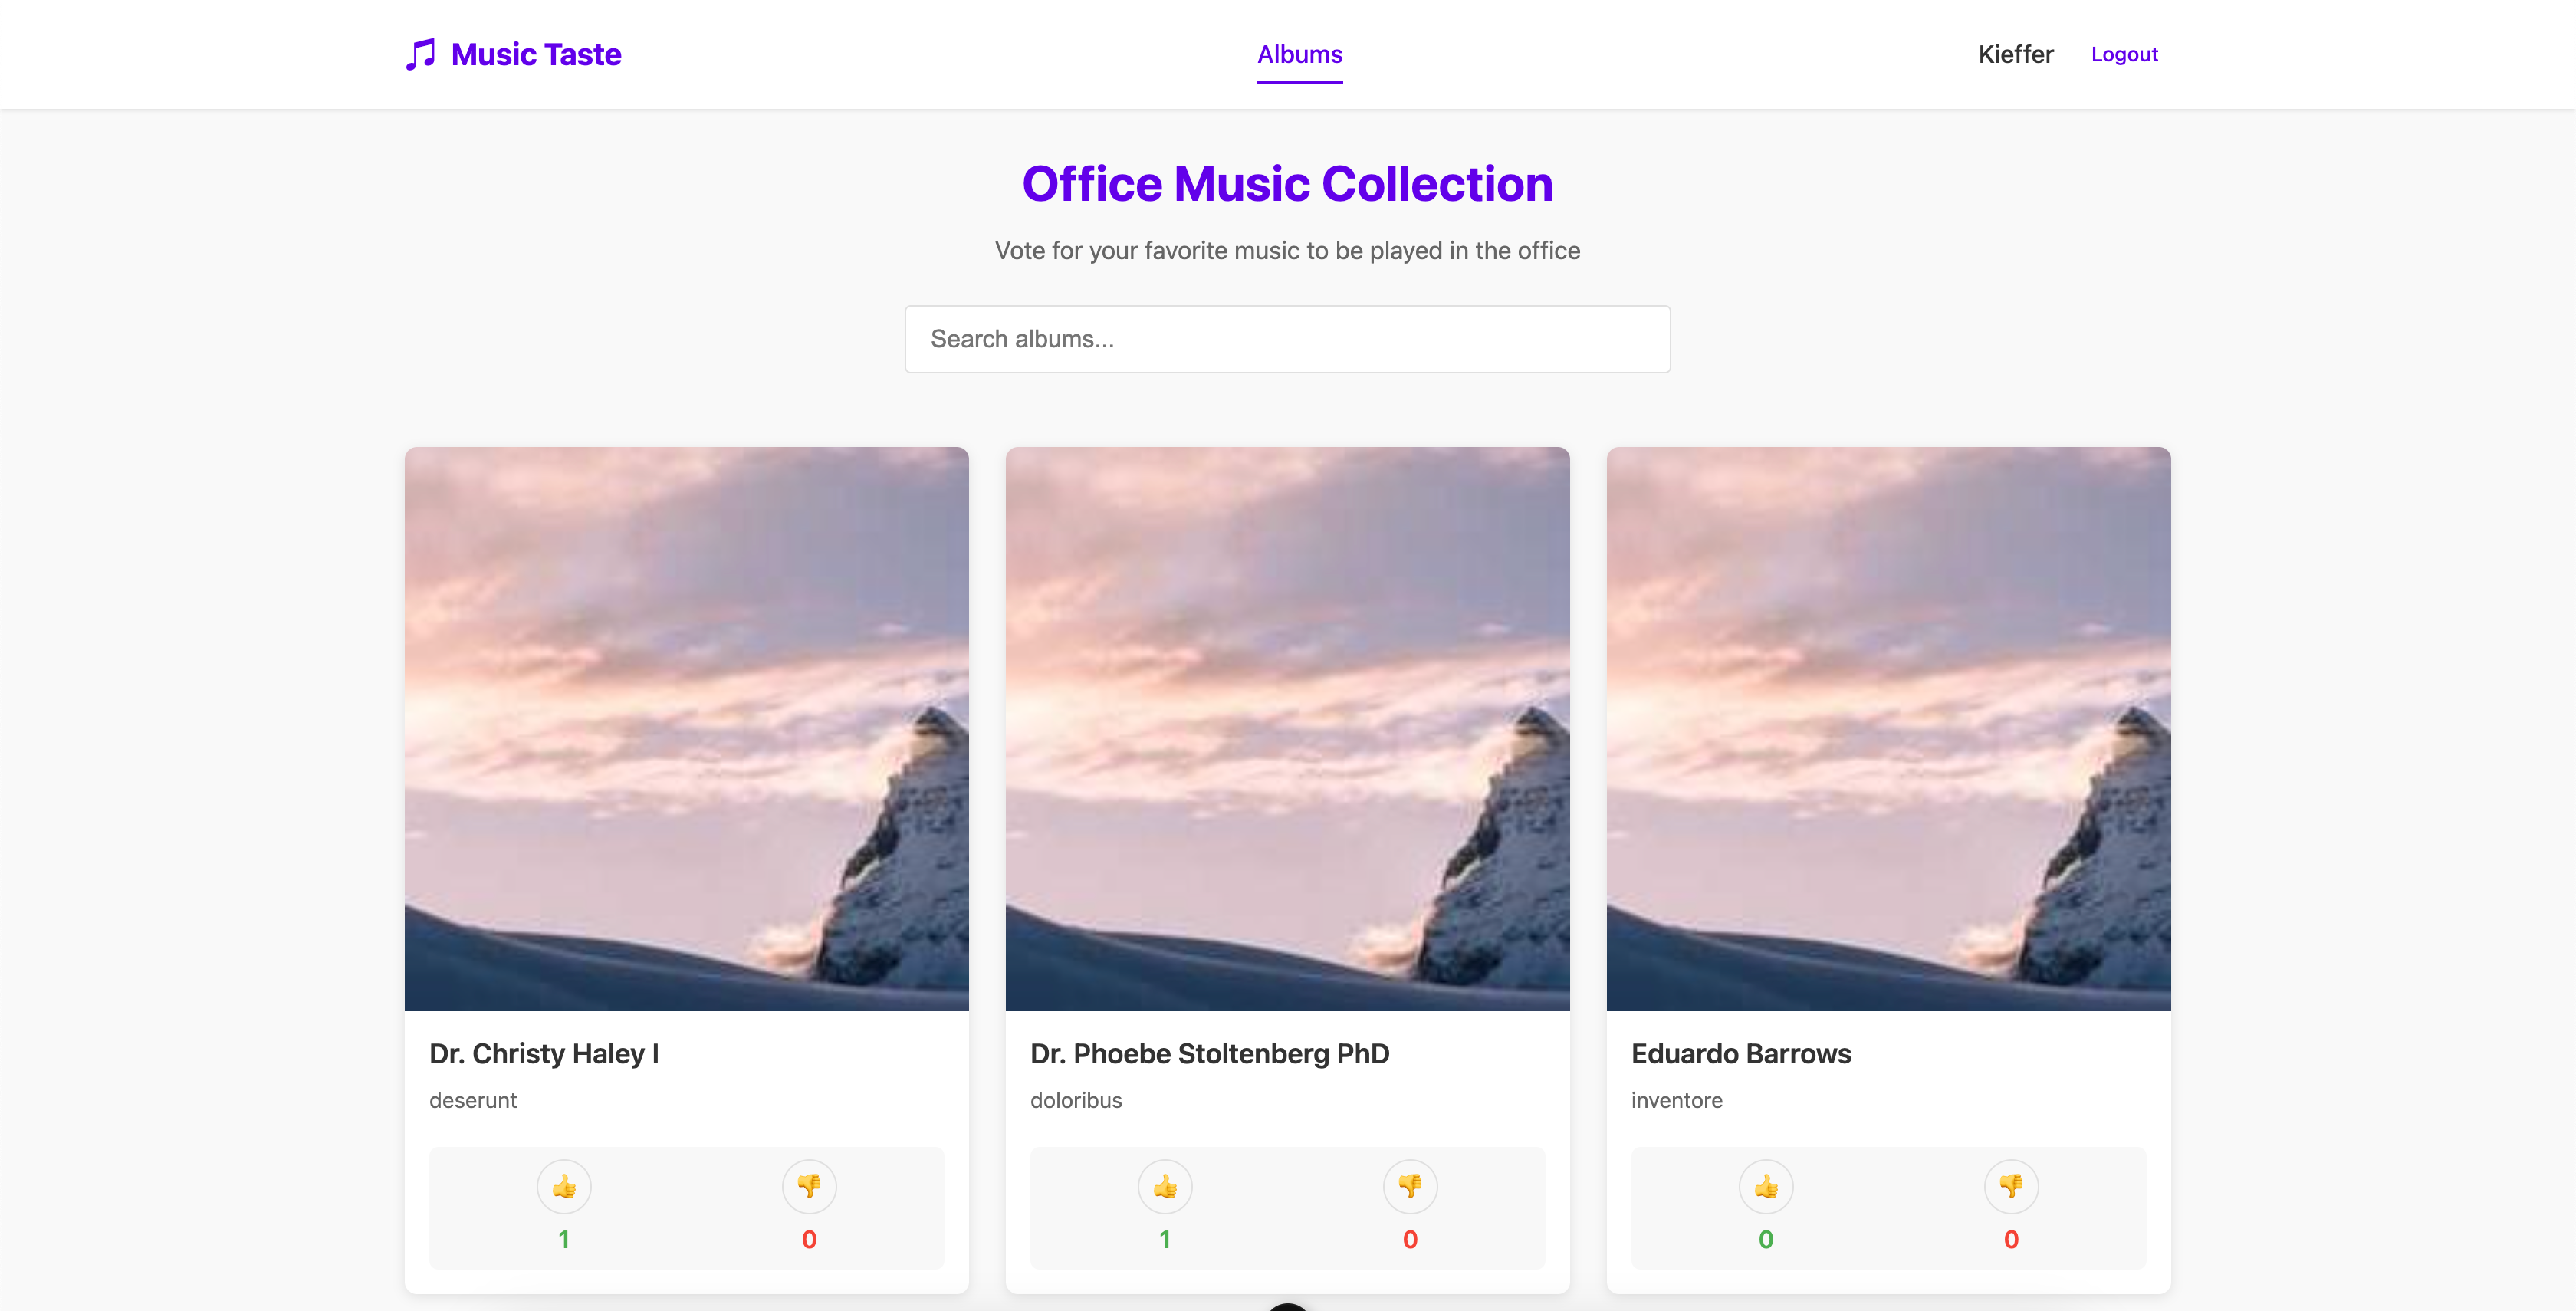 Music Taste
Albums
Kieffer
Logout
Office Music Collection
Vote for your favorite music to be played in the office
Search albums...
Dr. Christy Haley I
deserunt
1
0
Dr. Phoebe Stoltenberg PhD
doloribus
1
0
Eduardo Barrows
inventore
0
0